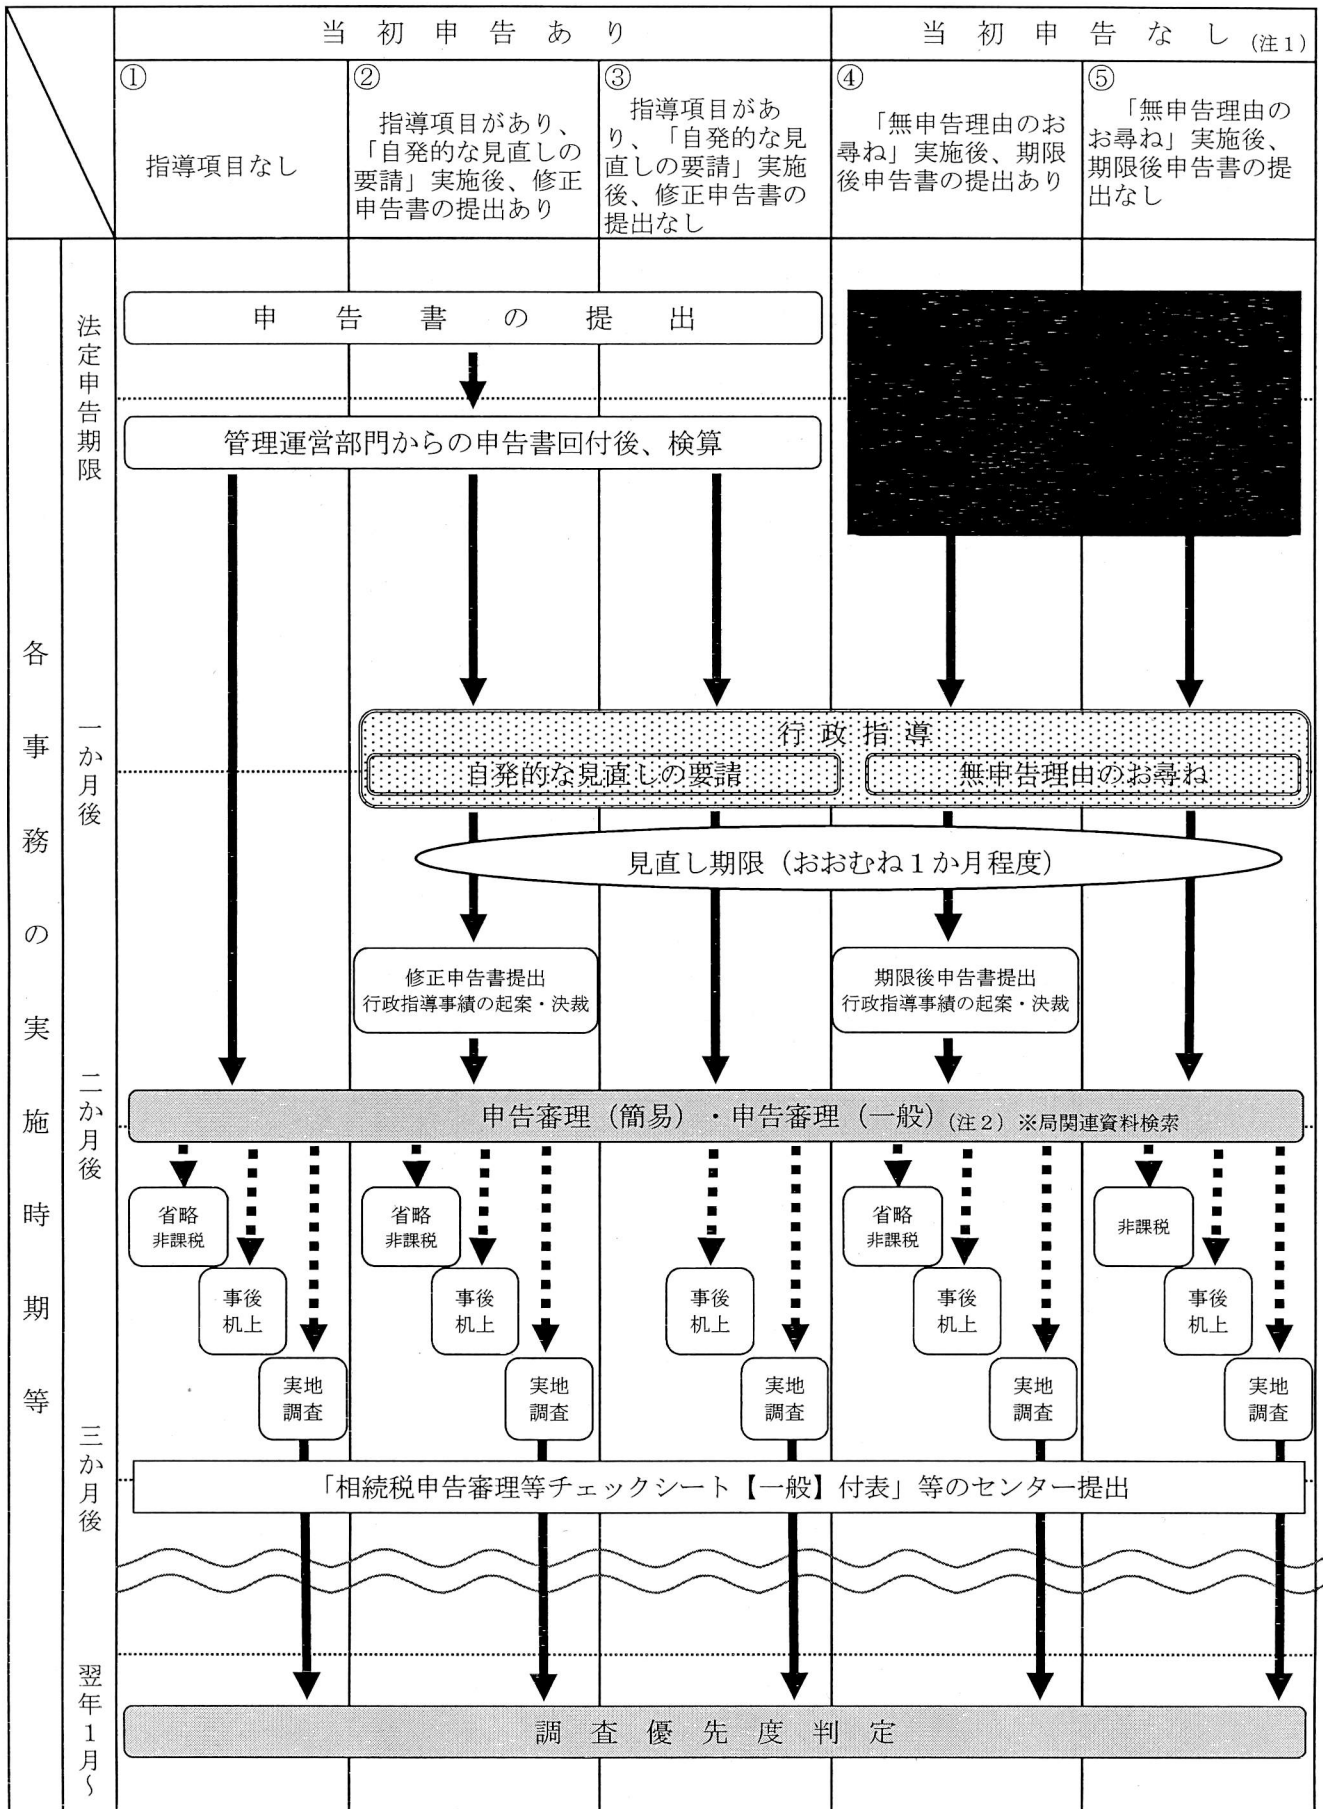 当初申告あり
当初申告なし(注1)
①
指導項目なし
②
指導項目があり、
「自発的な見直しの
要請」実施後、修正
申告書の提出あり
③
指導項目があ
り、「自発的な見
直しの要請」実施
後、修正申告書の
提出なし
④
「無申告理由のお
尋ね」実施後、期限
後申告書の提出あり
⑤
「無申告理由の
お尋ね」実施後、
期限後申告書の提
出なし
各事務の実施時期等
法定申告期限
申告書の提出
管理運営部門からの申告書回付後、検算
一か月後
行政指導
自発的な見直しの要請
無申告理由のお尋ね
見直し期限（おおむね１か月程度）
修正申告書提出
行政指導事績の起案・決裁
期限後申告書提出
行政指導事績の起案・決裁
二か月後
申告審理（簡易）・申告審理（一般）(注２) ※局関連資料検索
省略
非課税
事後
机上
実地
調査
省略
非課税
事後
机上
実地
調査
事後
机上
実地
調査
省略
非課税
事後
机上
実地
調査
非課税
事後
机上
実地
調査
三か月後
「相続税申告審理等チェックシート【一般】付表」等のセンター提出
翌年１月～
調査優先度判定